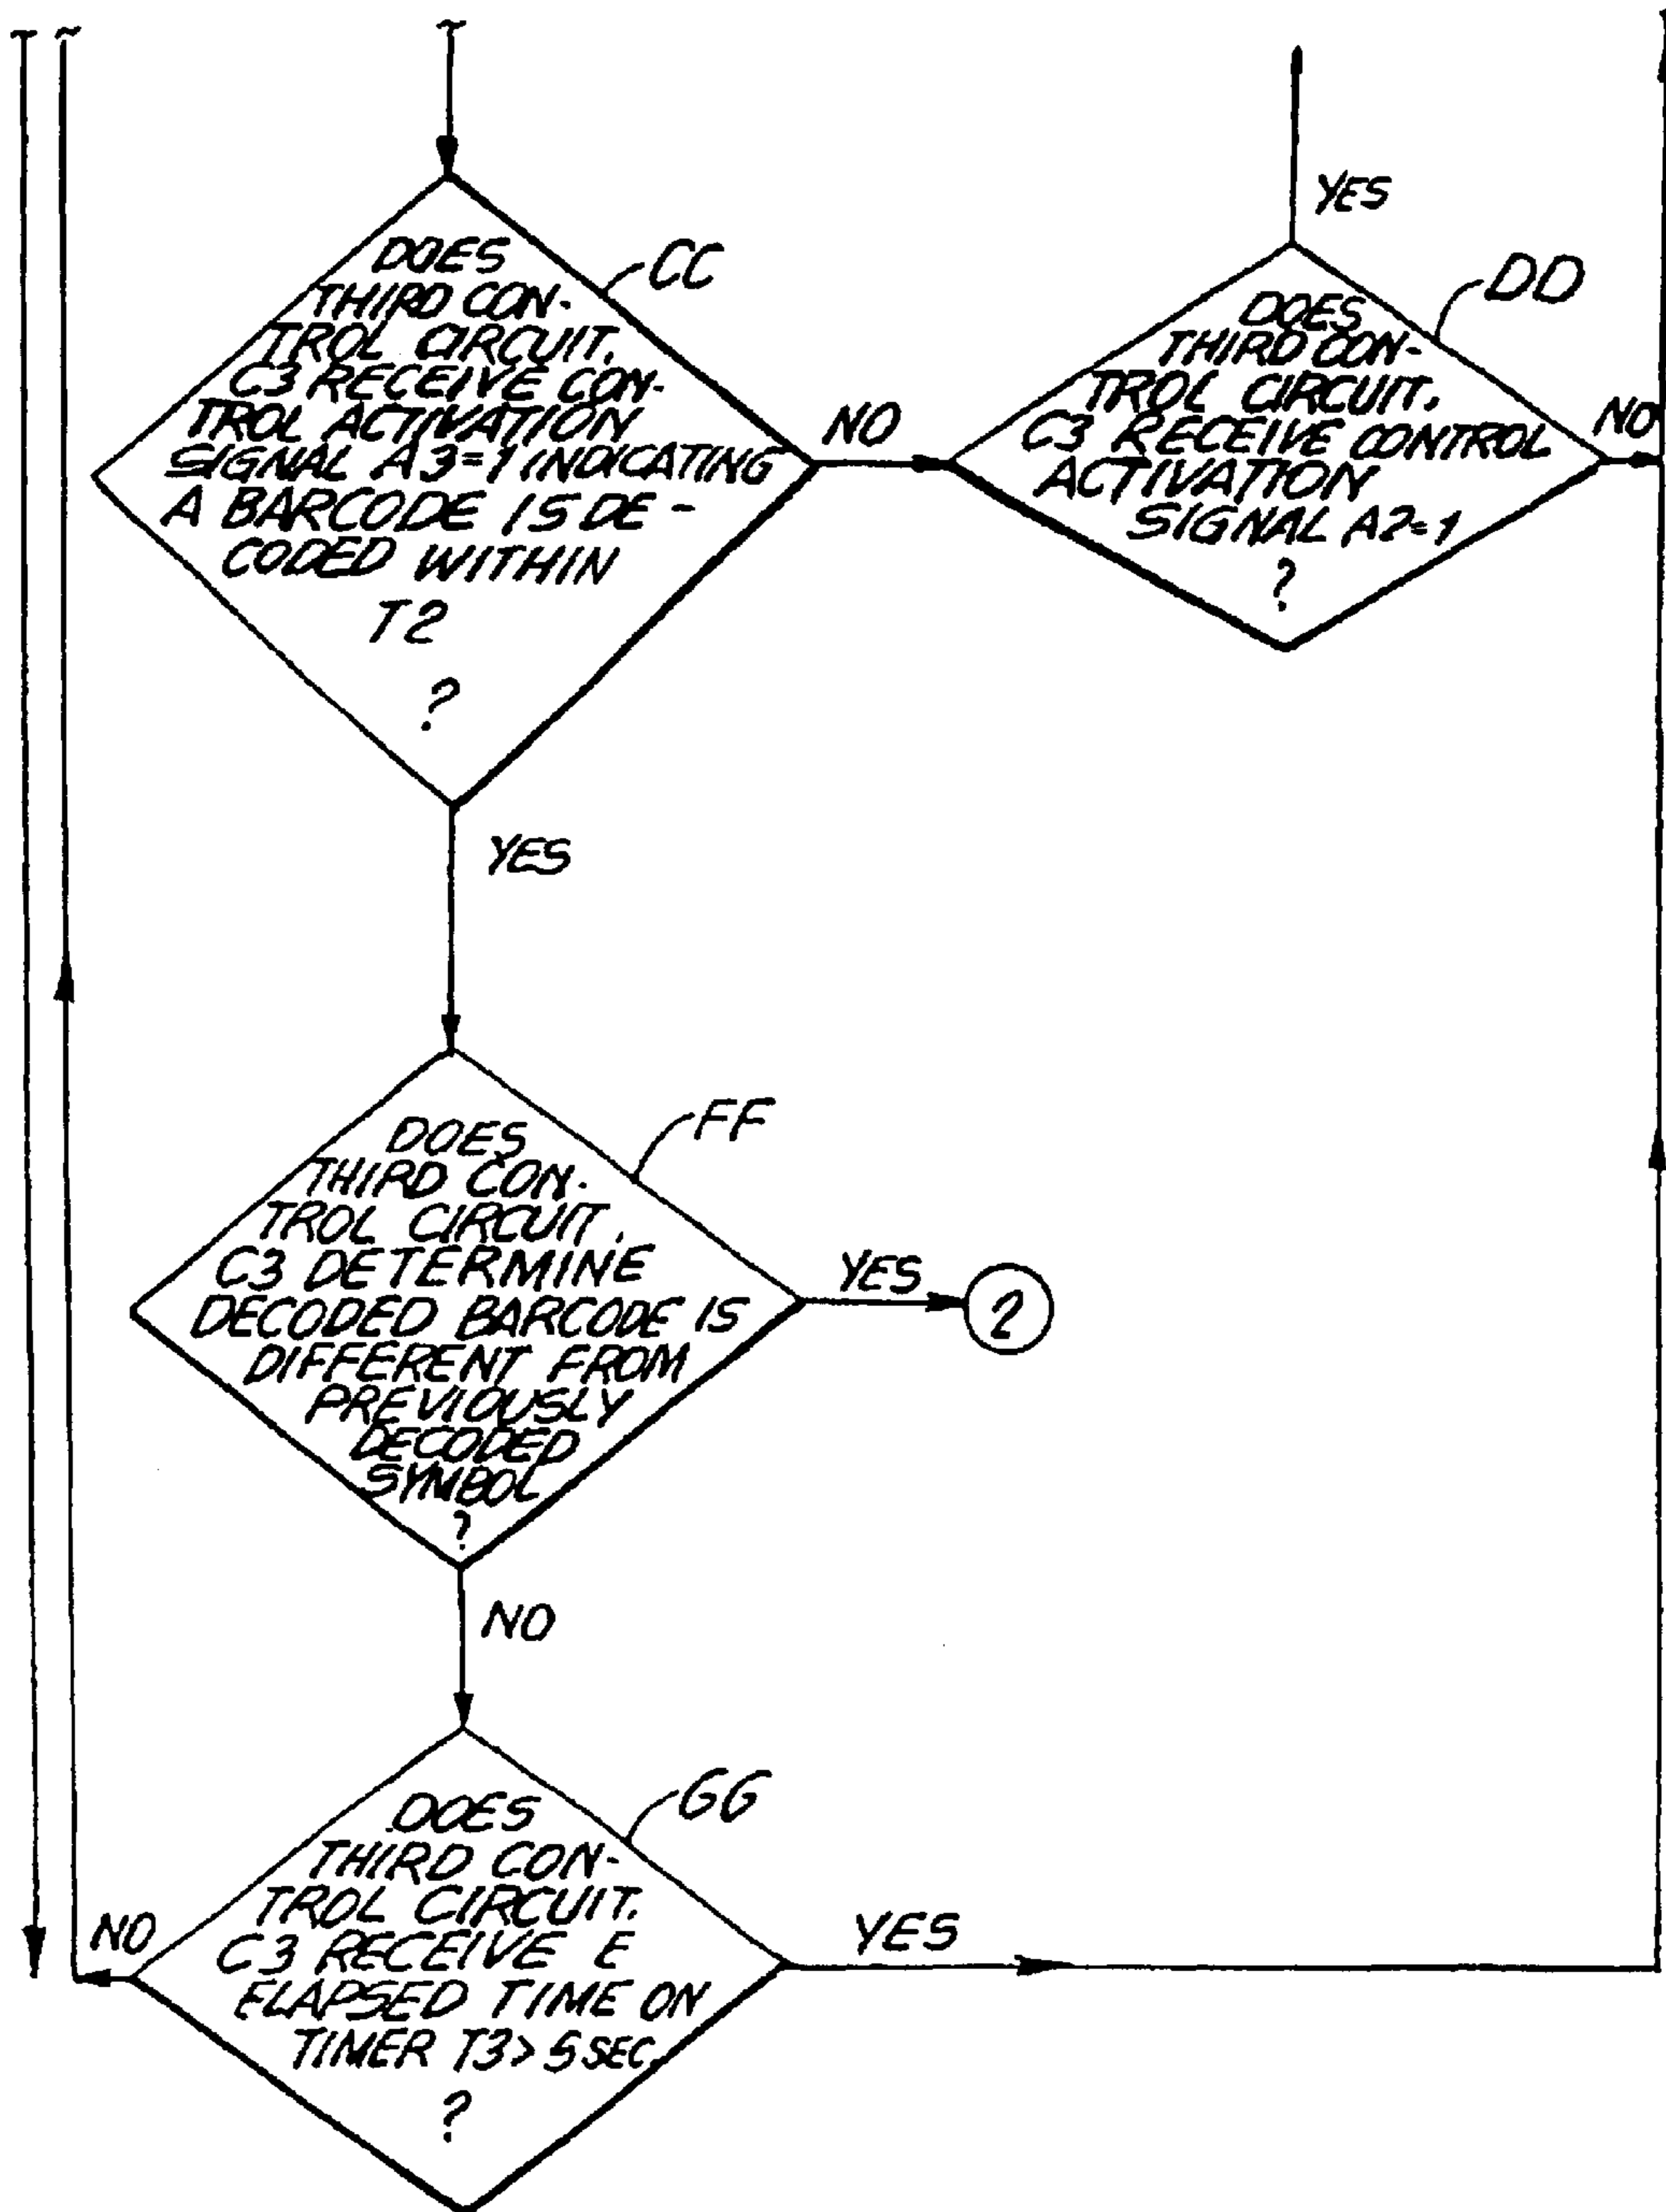 DOES
THIRD CON-
TROL CIRCUIT.
C3 RECEIVE CON-
TROL ACTIVATION
SIGNAL A3=1 INDICATING
A BARCODE IS DE-
CODED WITHIN
T2
?
CC
NO
YES
YES
DOES
THIRD CON-
TROL CIRCUIT.
C3 RECEIVE CONTROL
ACTIVATION
SIGNAL A2=1
?
DD
NO
DOES
THIRD CON-
TROL CIRCUIT.
C3 DETERMINE
DECODED BARCODE IS
DIFFERENT FROM
PREVIOUSLY
DECODED
SYMBOL
?
FF
YES
2
NO
DOES
THIRD CON-
TROL CIRCUIT.
C3 RECEIVE E
ELAPSED TIME ON
TIMER T3>5SEC.
?
GG
NO
YES